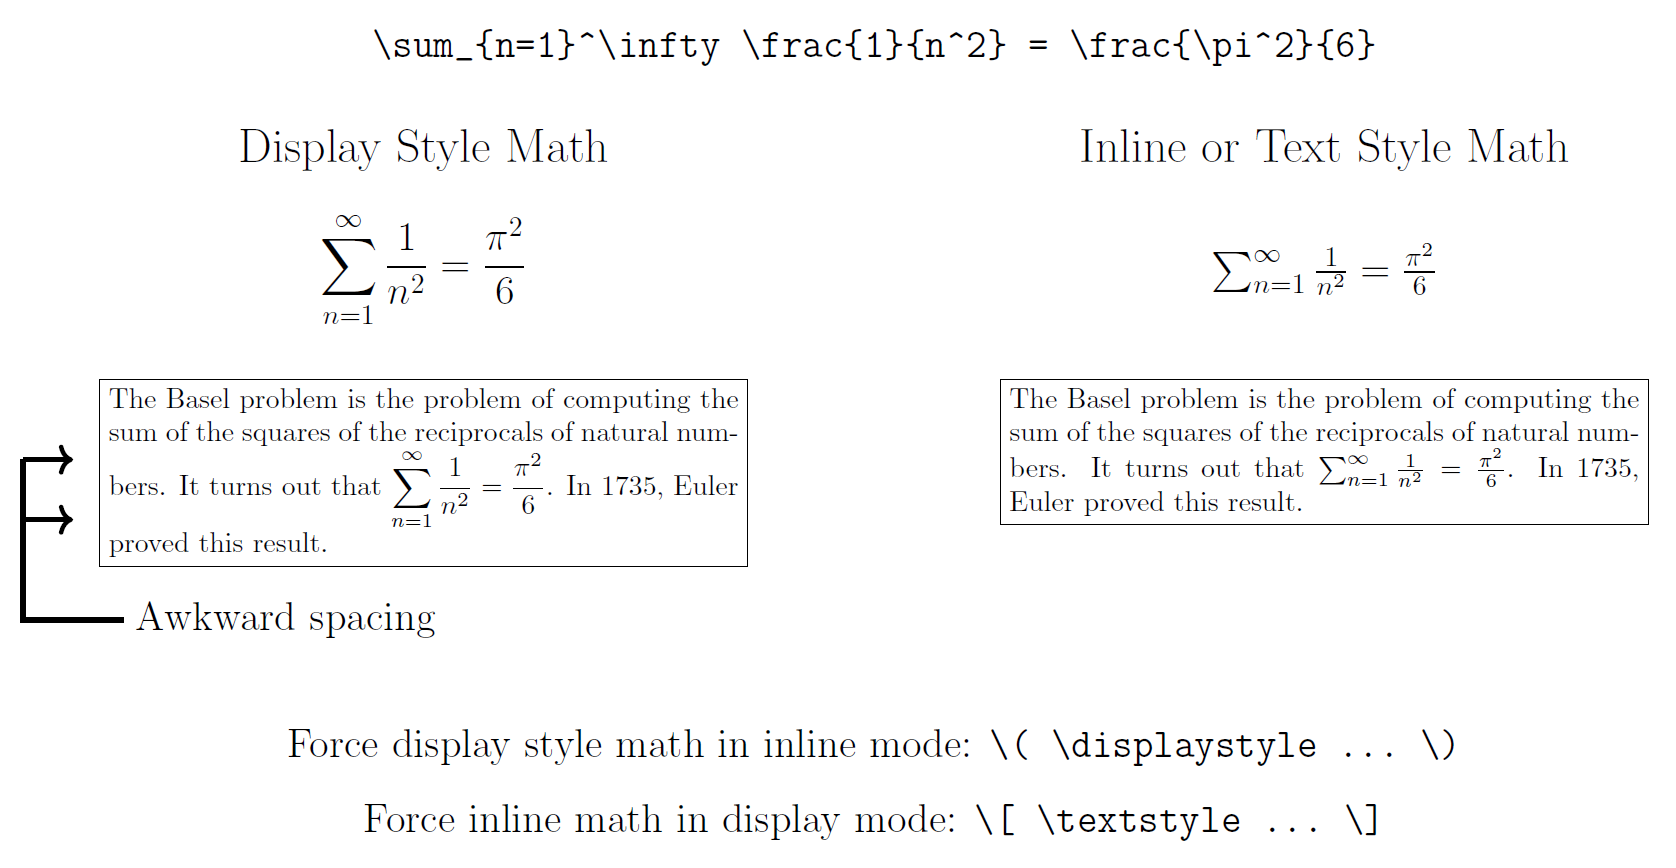 \sum_{n=1}^\infty \frac{1}{n^2} = \frac{\pi^2}{6}
Display Style Math
Inline or Text Style Math
$\displaystyle \sum_{n=1}^{\infty} \frac{1}{n^2} = \frac{\pi^2}{6}$
$\sum_{n=1}^{\infty} \frac{1}{n^2} = \frac{\pi^2}{6}$
The Basel problem is the problem of computing the
sum of the squares of the reciprocals of natural num-
bers. It turns out that $\displaystyle \sum_{n=1}^{\infty} \frac{1}{n^2} = \frac{\pi^2}{6}$. In 1735, Euler
proved this result.
The Basel problem is the problem of computing the
sum of the squares of the reciprocals of natural num-
bers. It turns out that $\sum_{n=1}^{\infty} \frac{1}{n^2} = \frac{\pi^2}{6}$. In 1735,
Euler proved this result.
Awkward spacing
Force display style math in inline mode: \( \displaystyle ... \)
Force inline math in display mode: \[ \textstyle ... \]